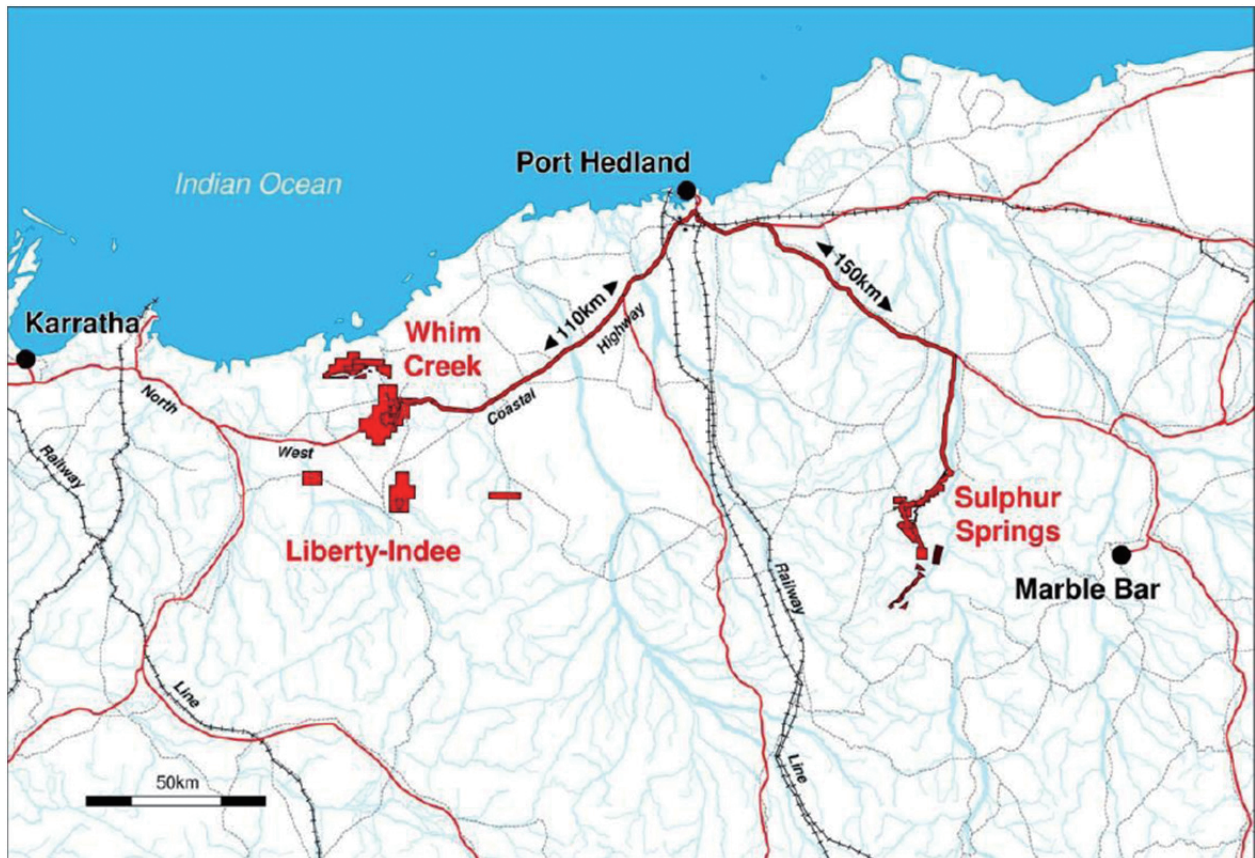 Port Hedland
Indian Ocean
150km
Karratha
Whim
Creek
110km
Highway
North
Coastal
West
Railway
Sulphur
Springs
Liberty-Indee
Railway
Marble Bar
Line
Line
50km